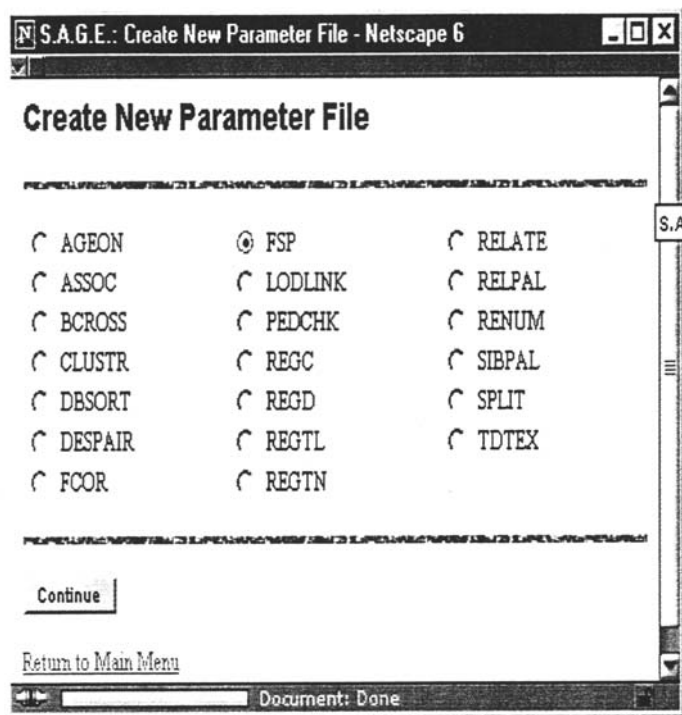 N S.A.G.E.: Create New Parameter File - Netscape 6
Create New Parameter File
S.A
AGEON FSP RELATE
ASSOC LODLINK RELPAL
BCROSS PEDCHK RENUM
CLUSTR REGC SIBPAL
DBSORT REGD SPLIT
DESPAIR REGTL TDTEX
FCOR REGTN
Continue
Return to Main Menu
Document: Done